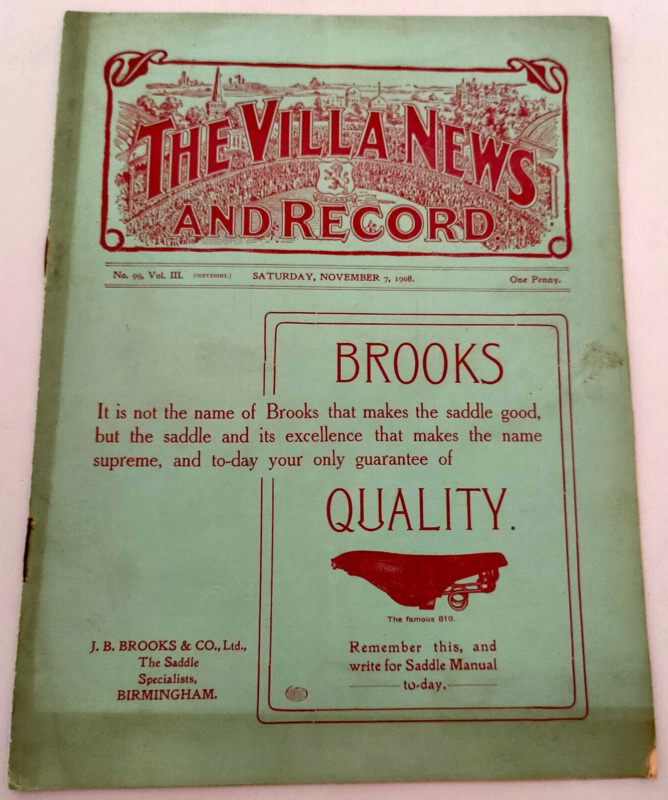 THE VILLA NEWS
AND RECORD
PREPARED
No. 99, Vol. III. [COPYRIGHT.] SATURDAY, NOVEMBER 7, 1908. One Penny.
BROOKS
It is not the name of Brooks that makes the saddle good,
but the saddle and its excellence that makes the name
supreme, and to-day your only guarantee of
QUALITY.
The famous B10.
J. B. BROOKS & CO., Ltd.,
The Saddle
Specialists,
BIRMINGHAM.
Remember this, and
write for Saddle Manual
to-day.